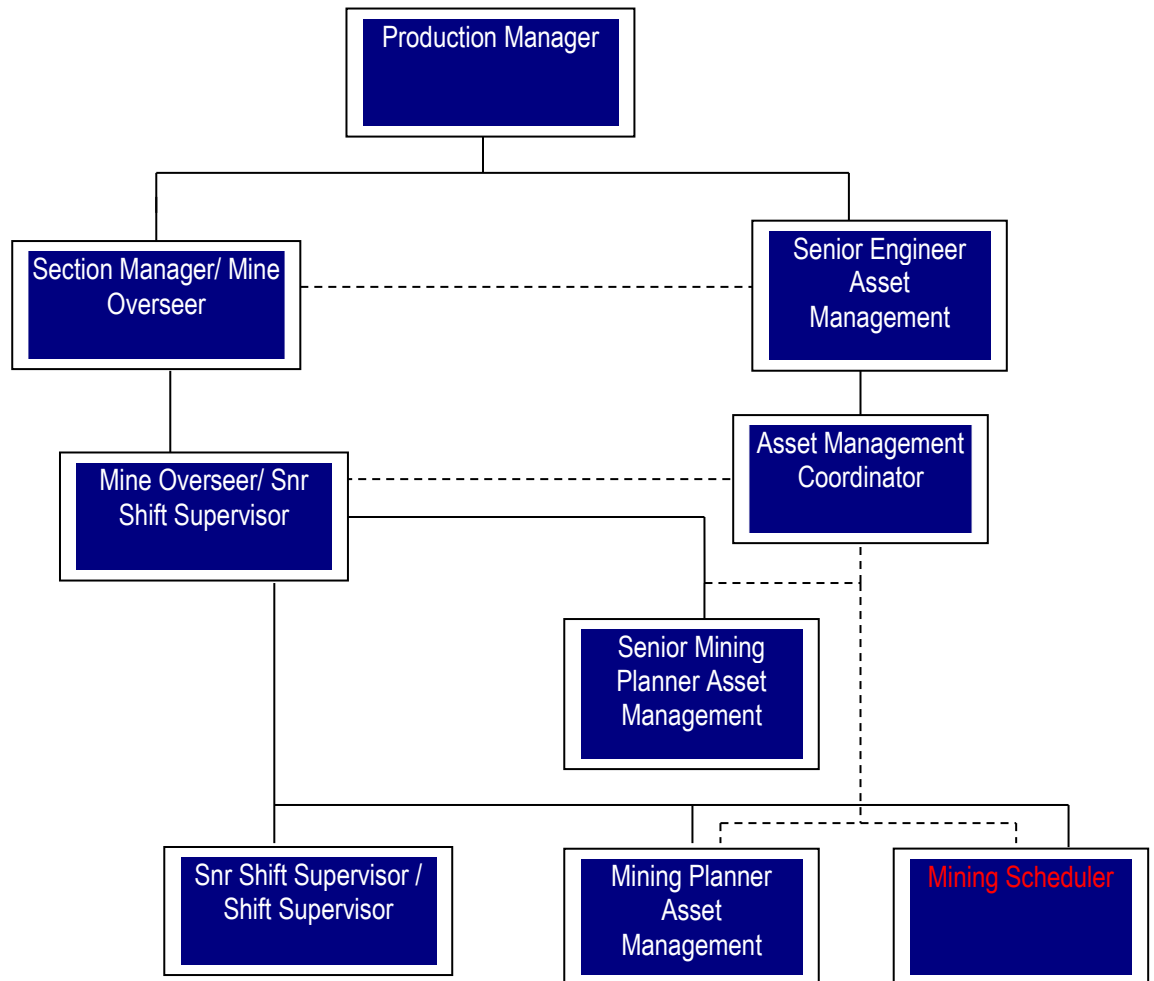 Production Manager
Section Manager/ Mine
Overseer
Senior Engineer
Asset
Management
Mine Overseer/ Snr
Shift Supervisor
Asset Management
Coordinator
Senior Mining
Planner Asset
Management
Snr Shift Supervisor /
Shift Supervisor
Mining Planner
Asset
Management
Mining Scheduler